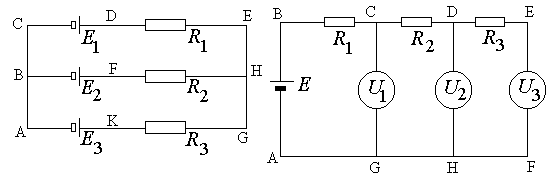 C D E
E1 R1
B F H
E2 R2
A K G
E3 R3
B C D E
R1 R2 R3
E U1 U2 U3
A G H F